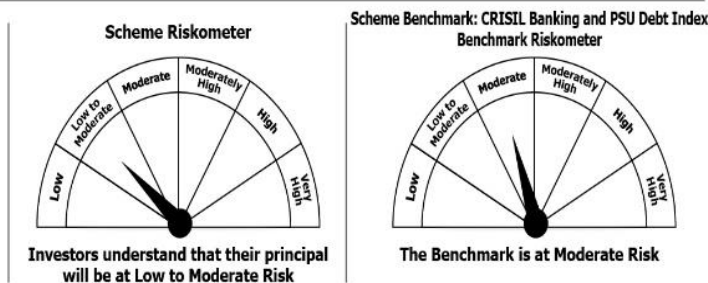 Scheme Riskometer
Low
Low to
Moderate
Moderate
Moderately
High
High
Very
High
Investors understand that their principal
will be at Low to Moderate Risk
Scheme Benchmark: CRISIL Banking and PSU Debt Index
Benchmark Riskometer
Low
Low to
Moderate
Moderate
Moderately
High
High
Very
High
The Benchmark is at Moderate Risk